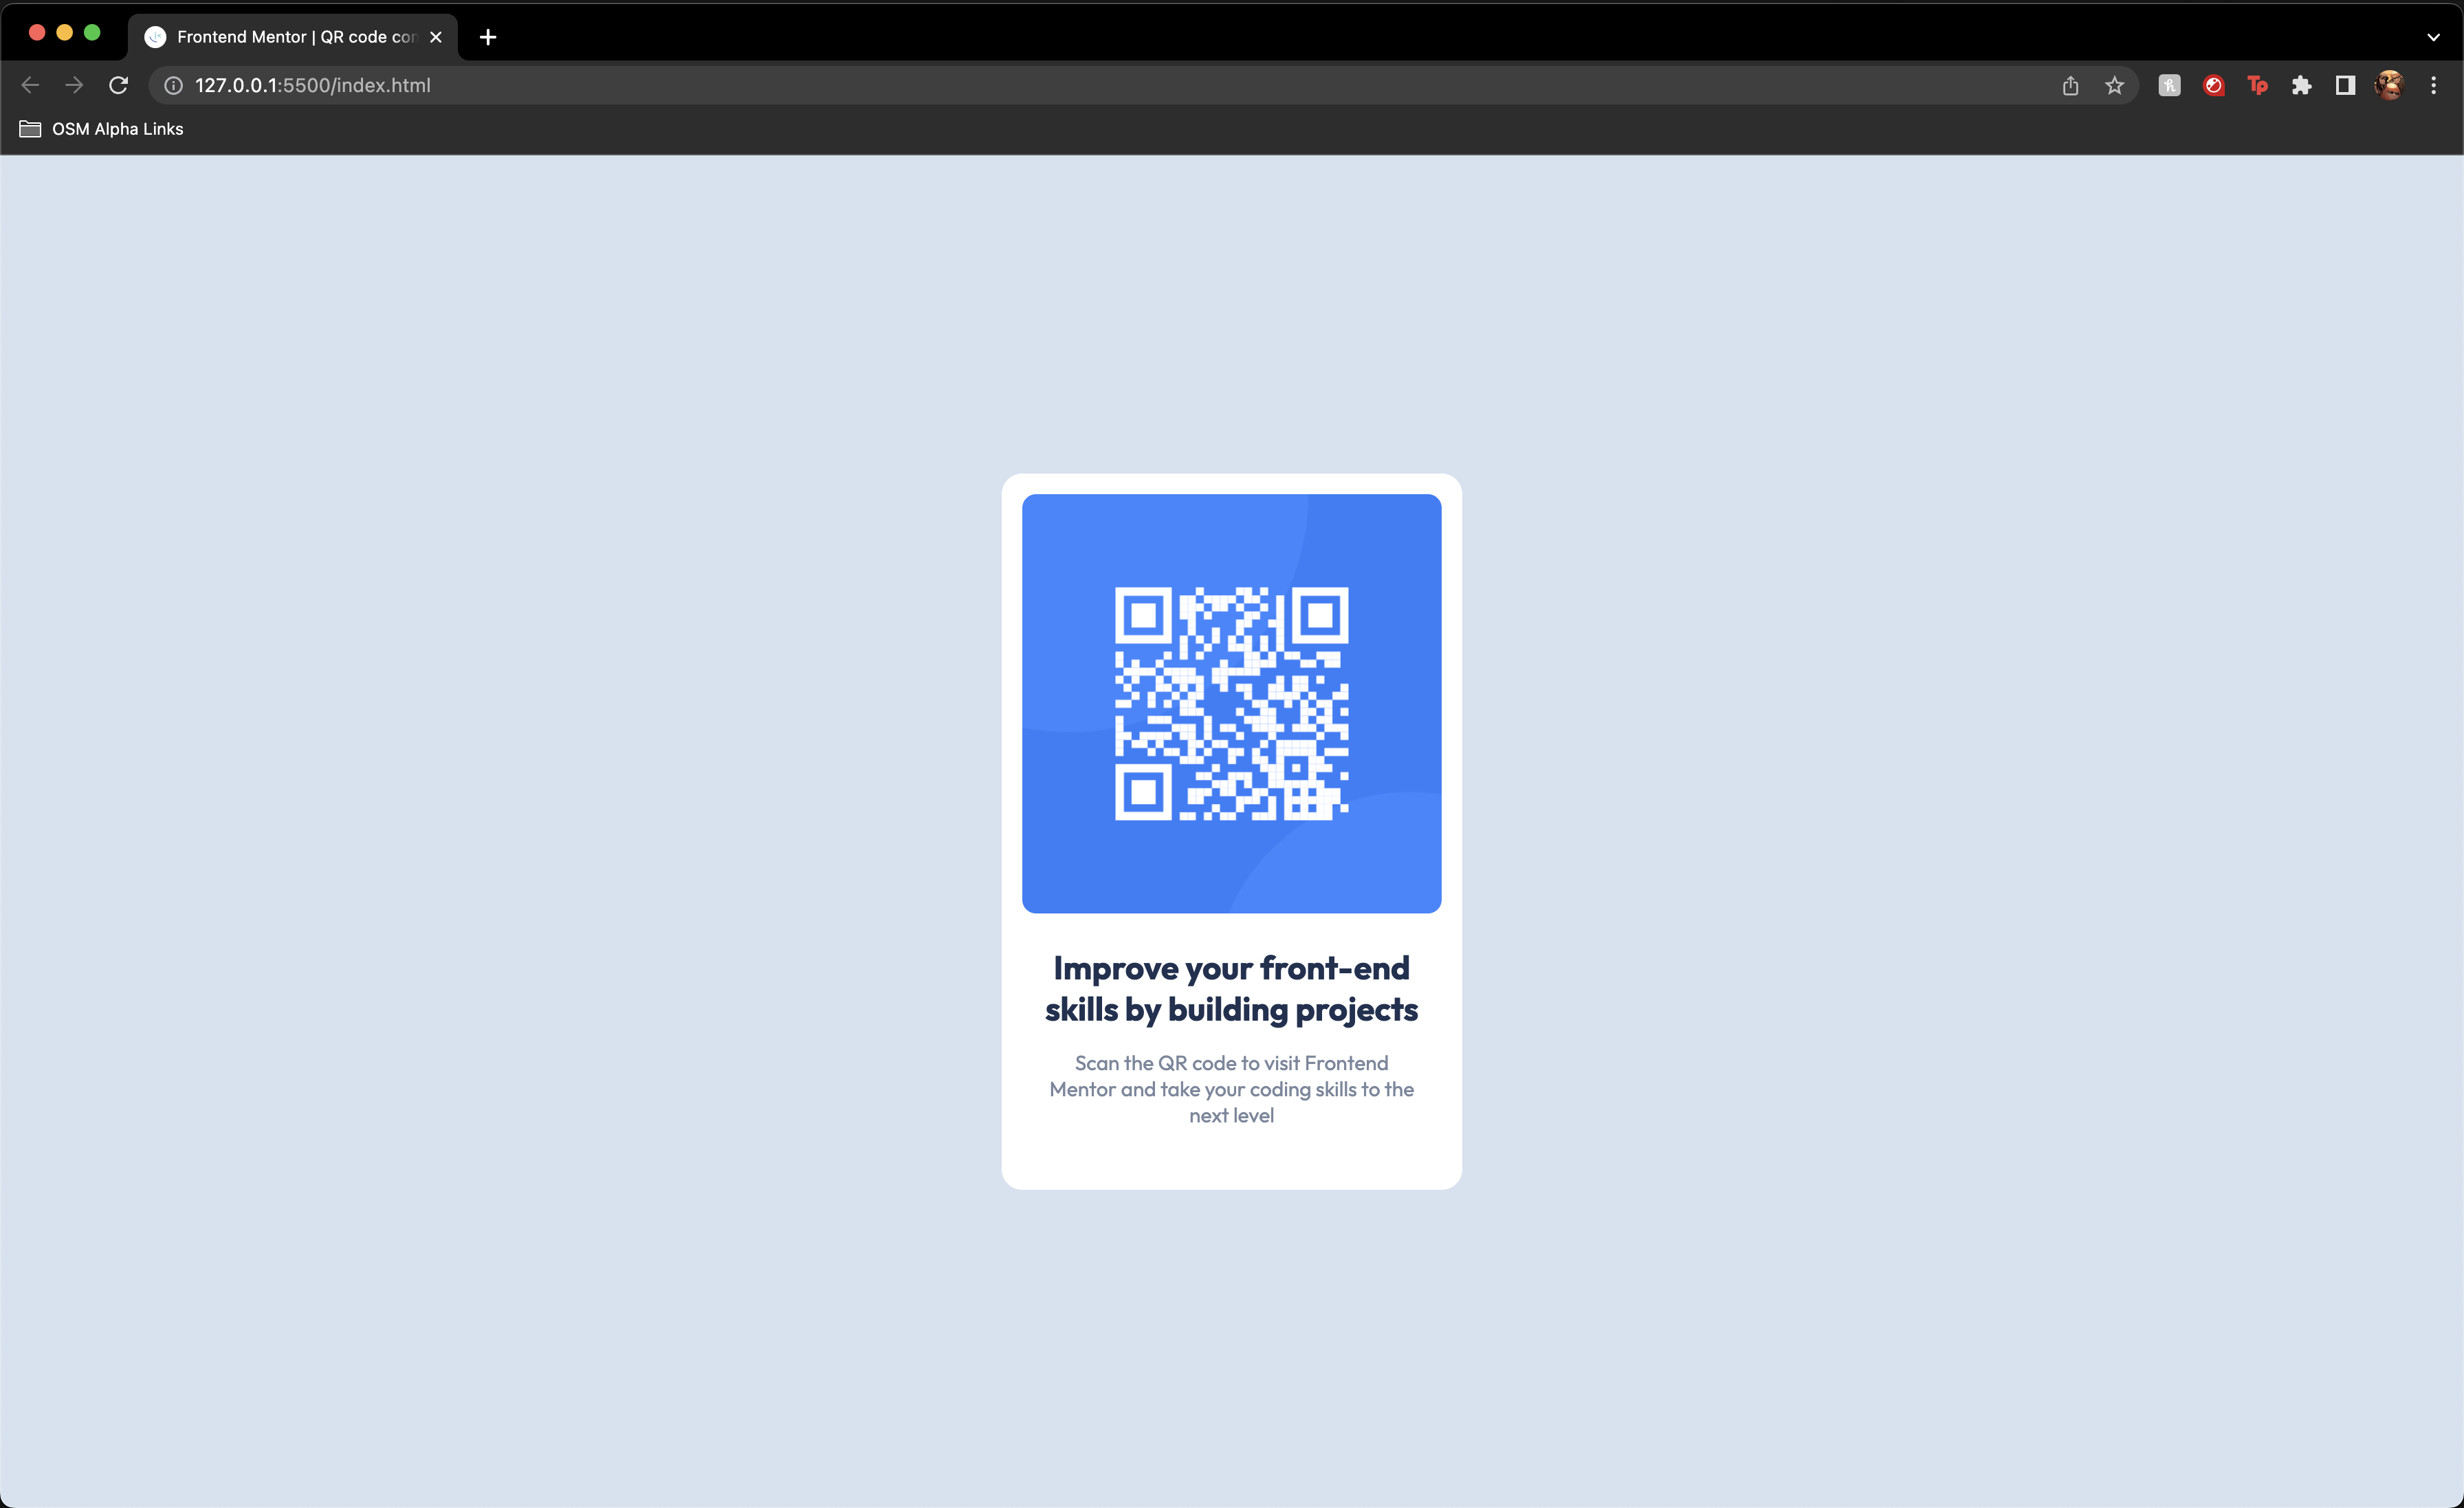 Frontend Mentor | QR code con
127.0.0.1:5500/index.html
Tp
OSM Alpha Links
Improve your front-end
skills by building projects
Scan the QR code to visit Frontend
Mentor and take your coding skills to the
next level